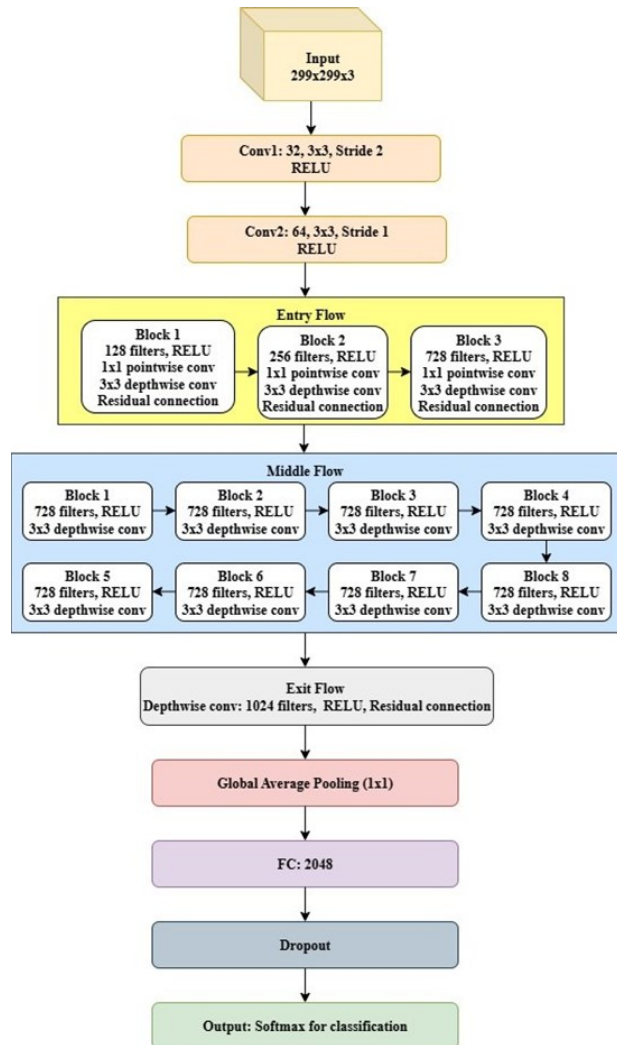 Input
299x299x3
Conv1: 32, 3x3, Stride 2
RELU
Conv2: 64, 3x3, Stride 1
RELU
Entry Flow
Block 1
128 filters, RELU
1x1 pointwise conv
3x3 depthwise conv
Residual connection
Block 2
256 filters, RELU
1x1 pointwise conv
3x3 depthwise conv
Residual connection
Block 3
728 filters, RELU
1x1 pointwise conv
3x3 depthwise conv
Residual connection
Middle Flow
Block 1
728 filters, RELU
3x3 depthwise conv
Block 2
728 filters, RELU
3x3 depthwise conv
Block 3
728 filters, RELU
3x3 depthwise conv
Block 4
728 filters, RELU
3x3 depthwise conv
Block 5
728 filters, RELU
3x3 depthwise conv
Block 6
728 filters, RELU
3x3 depthwise conv
Block 7
728 filters, RELU
3x3 depthwise conv
Block 8
728 filters, RELU
3x3 depthwise conv
Exit Flow
Depthwise conv: 1024 filters, RELU, Residual connection
Global Average Pooling (1x1)
FC: 2048
Dropout
Output: Softmax for classification